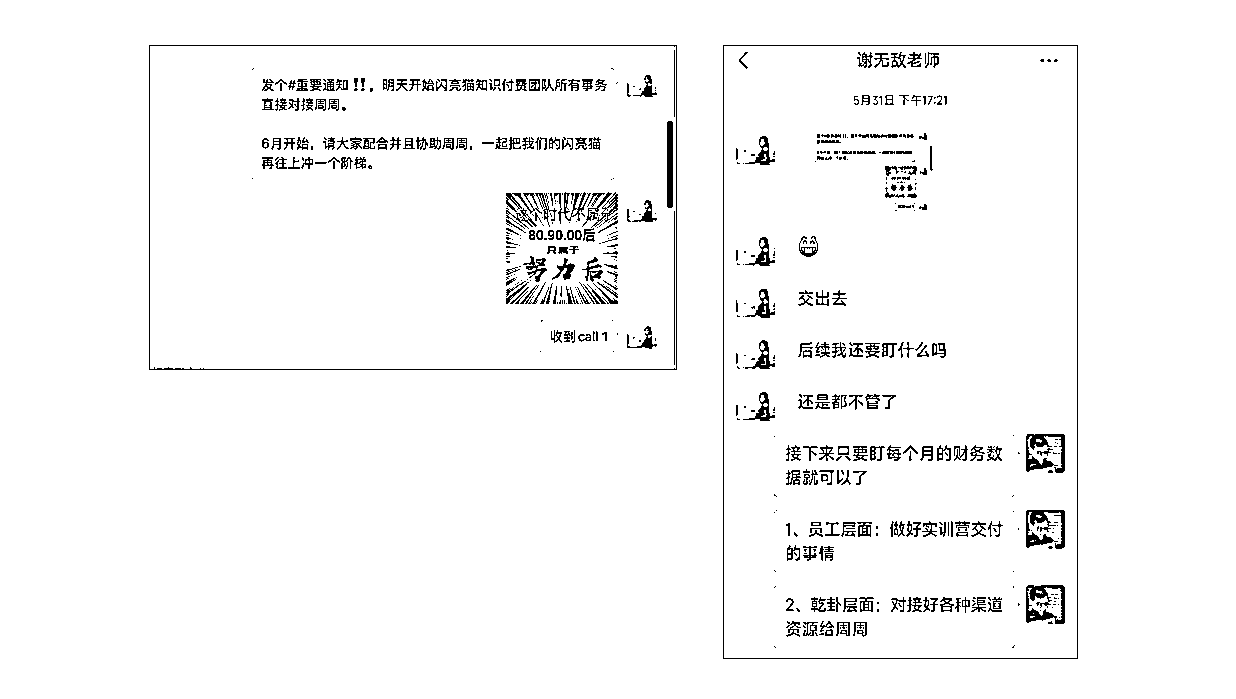 发个#重要通知‼️，明天开始闪亮猫知识付费团队所有事务
直接对接周周。
6月开始，请大家配合并且协助周周，一起把我们的闪亮猫
再往上冲一个阶梯。
这个时代不属于
80.90.00后
只属于
努力后
收到call 1
谢无敌老师
5月31日 下午17:21
交出去
后续我还要盯什么吗
还是都不管了
接下来只要盯每个月的财务数
据就可以了
1、员工层面：做好实训营交付
的事情
2、乾卦层面：对接好各种渠道
资源给周周